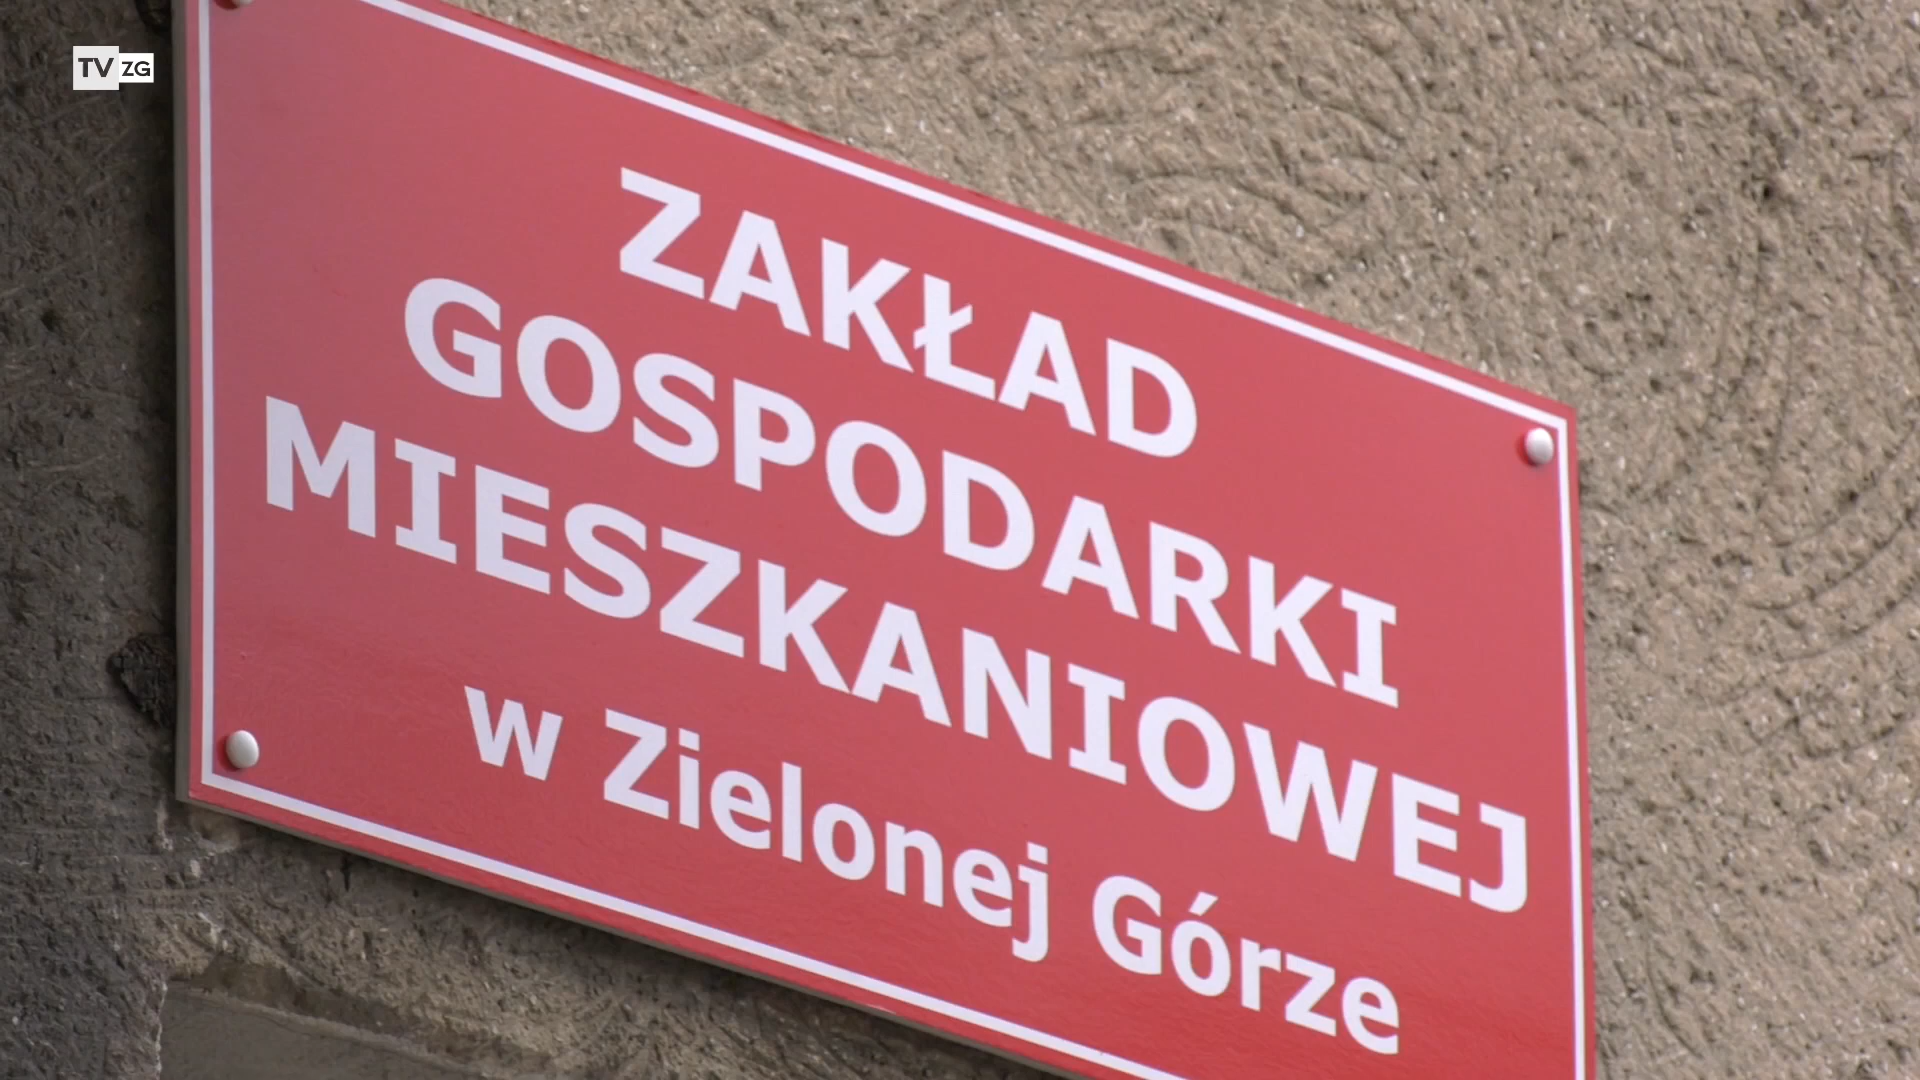 TV ZG
ZAKŁAD
GOSPODARKI
MIESZKANIOWEJ
w Zielonej Górze